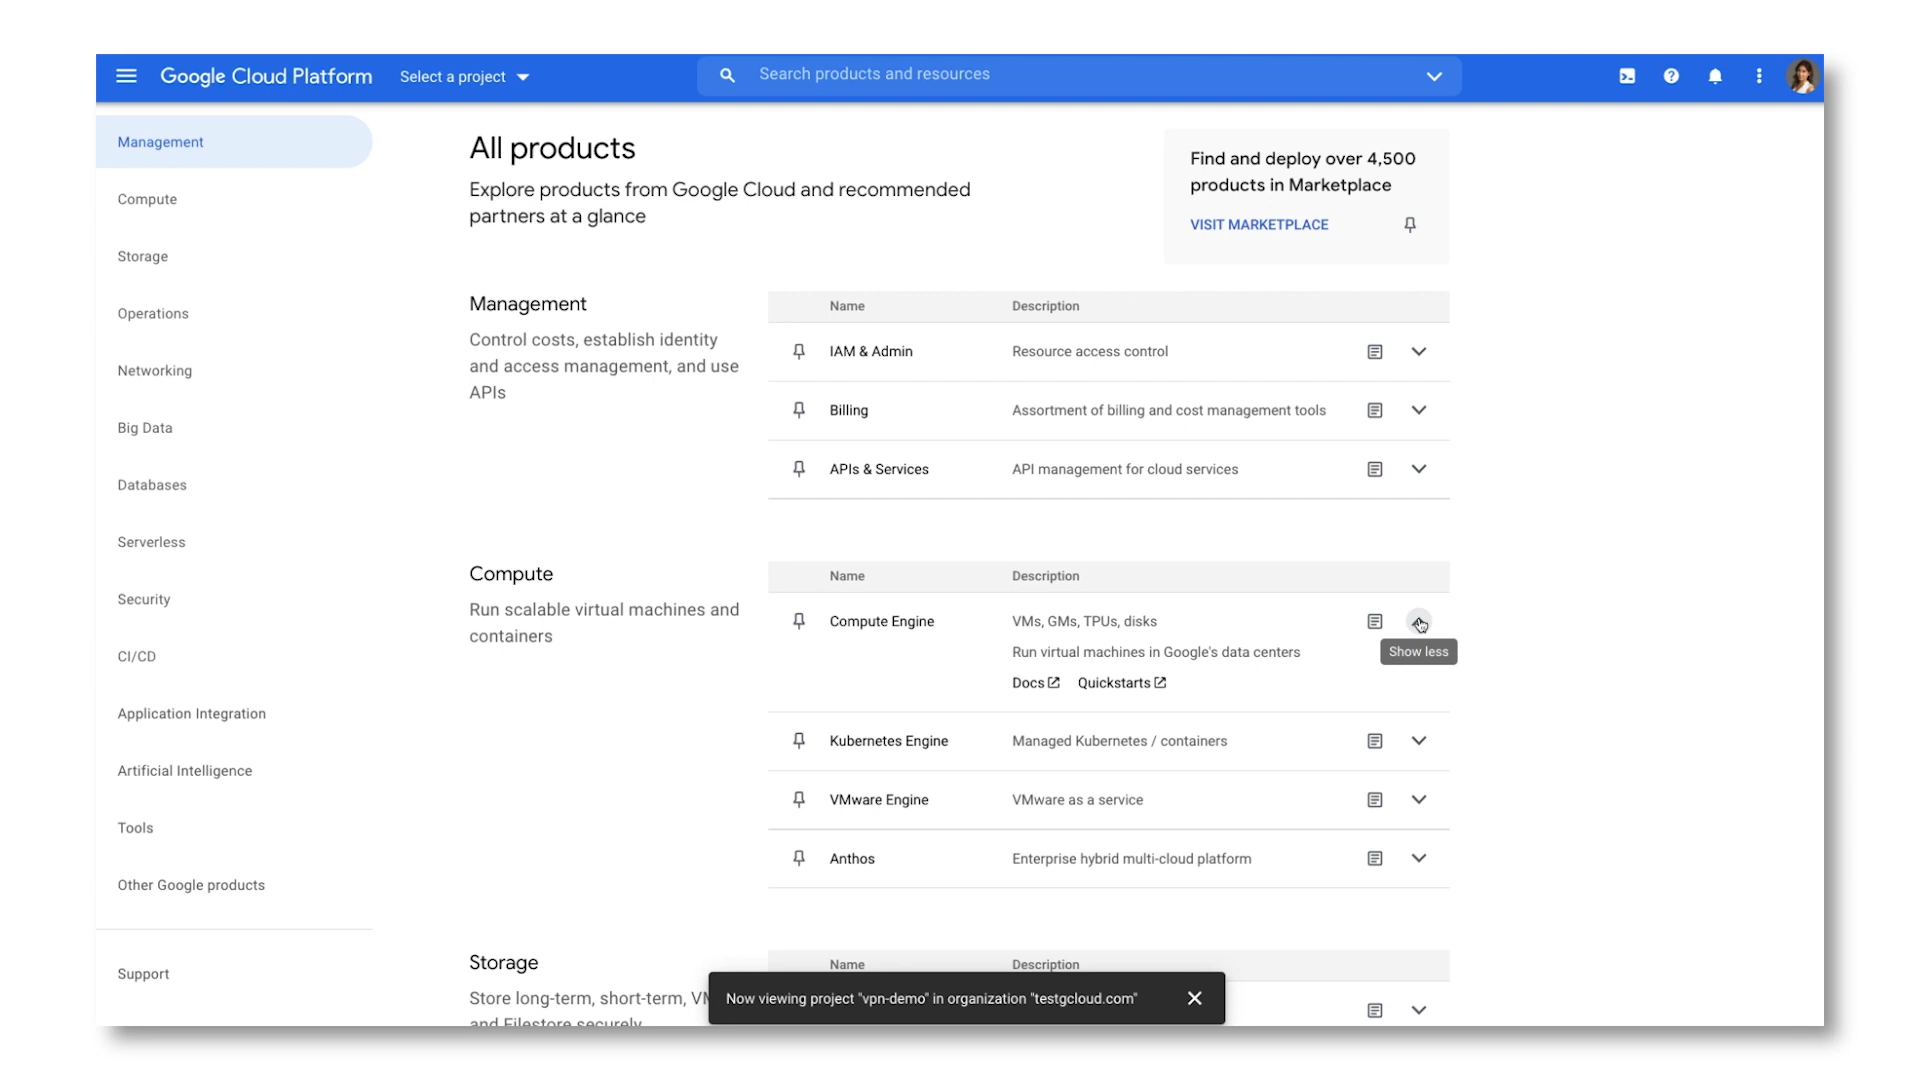 Google Cloud Platform
Select a project
Search products and resources
Management
Compute
Storage
Operations
Networking
Big Data
Databases
Serverless
Security
CI/CD
Application Integration
Artificial Intelligence
Tools
Other Google products
Support
All products
Explore products from Google Cloud and recommended
partners at a glance
Find and deploy over 4,500
products in Marketplace
VISIT MARKETPLACE
Management
Control costs, establish identity
and access management, and use
APIs
Name Description
IAM & Admin Resource access control
Billing Assortment of billing and cost management tools
APIs & Services API management for cloud services
Compute
Run scalable virtual machines and
containers
Name Description
Compute Engine VMs, GMs, TPUs, disks
Run virtual machines in Google's data centers
Show less
Docs Quickstarts
Kubernetes Engine Managed Kubernetes / containers
VMware Engine VMware as a service
Anthos Enterprise hybrid multi-cloud platform
Storage
Store long-term, short-term, VM
and Filestore securely
Name Description
Now viewing project "vpn-demo" in organization "testgcloud.com"